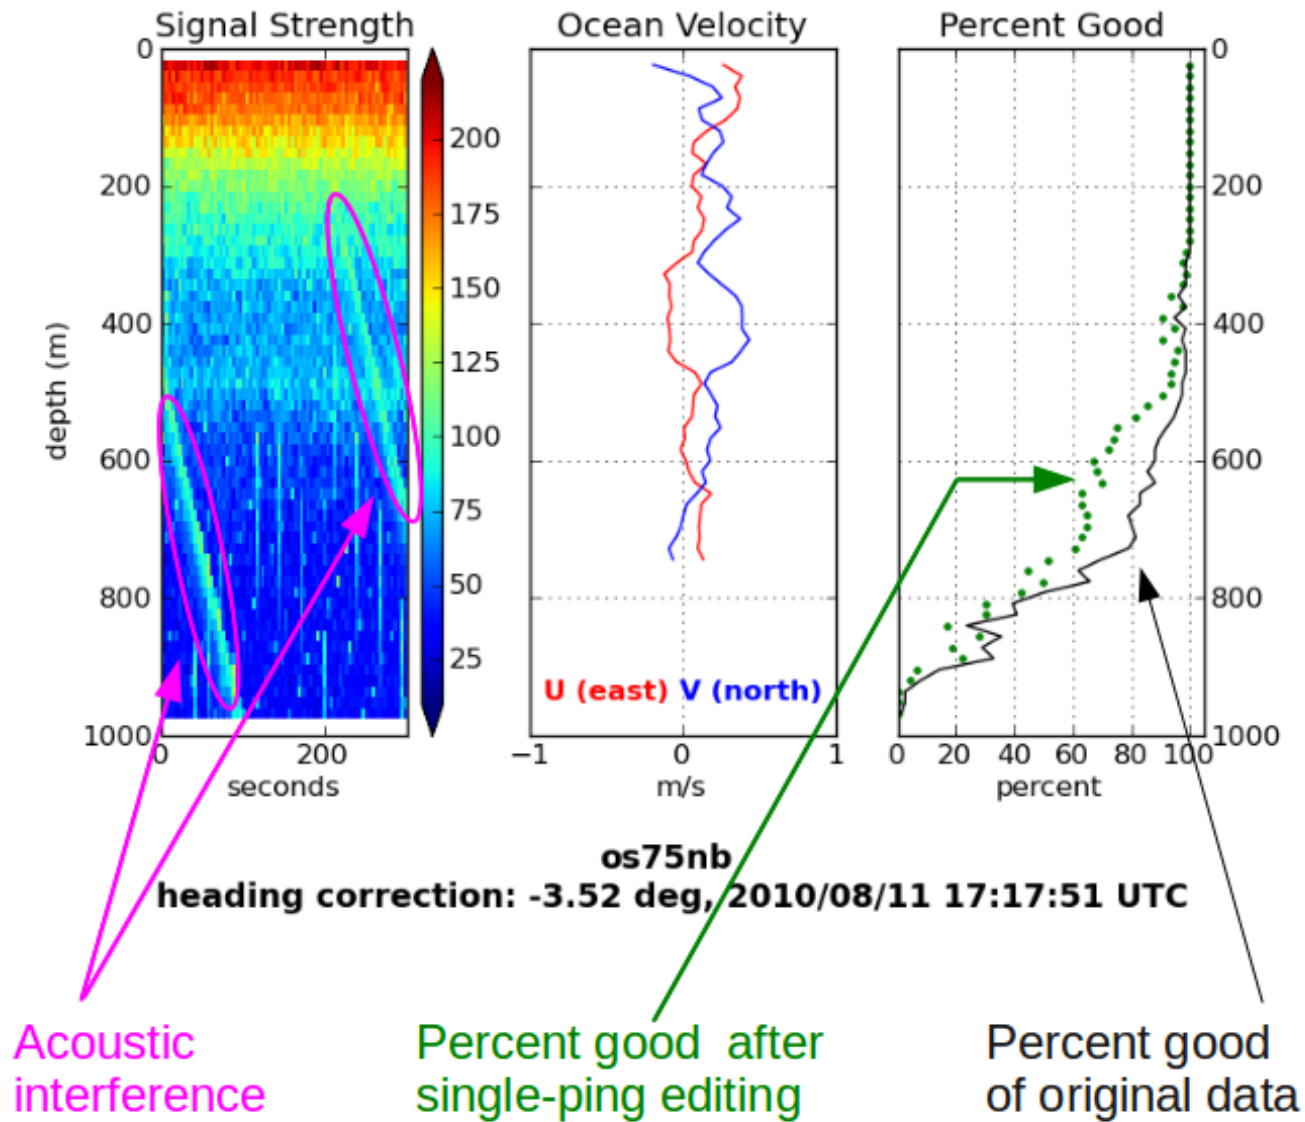 Signal Strength
Ocean Velocity
Percent Good
0
200
400
600
800
1000
depth (m)
0
200
seconds
200
175
150
125
100
75
50
25
U (east) V (north)
−1
0
1
m/s
0
200
400
600
800
1000
0
20
40
60
80
100
percent
os75nb
heading correction: -3.52 deg, 2010/08/11 17:17:51 UTC
Acoustic
interference
Percent good after
single-ping editing
Percent good
of original data